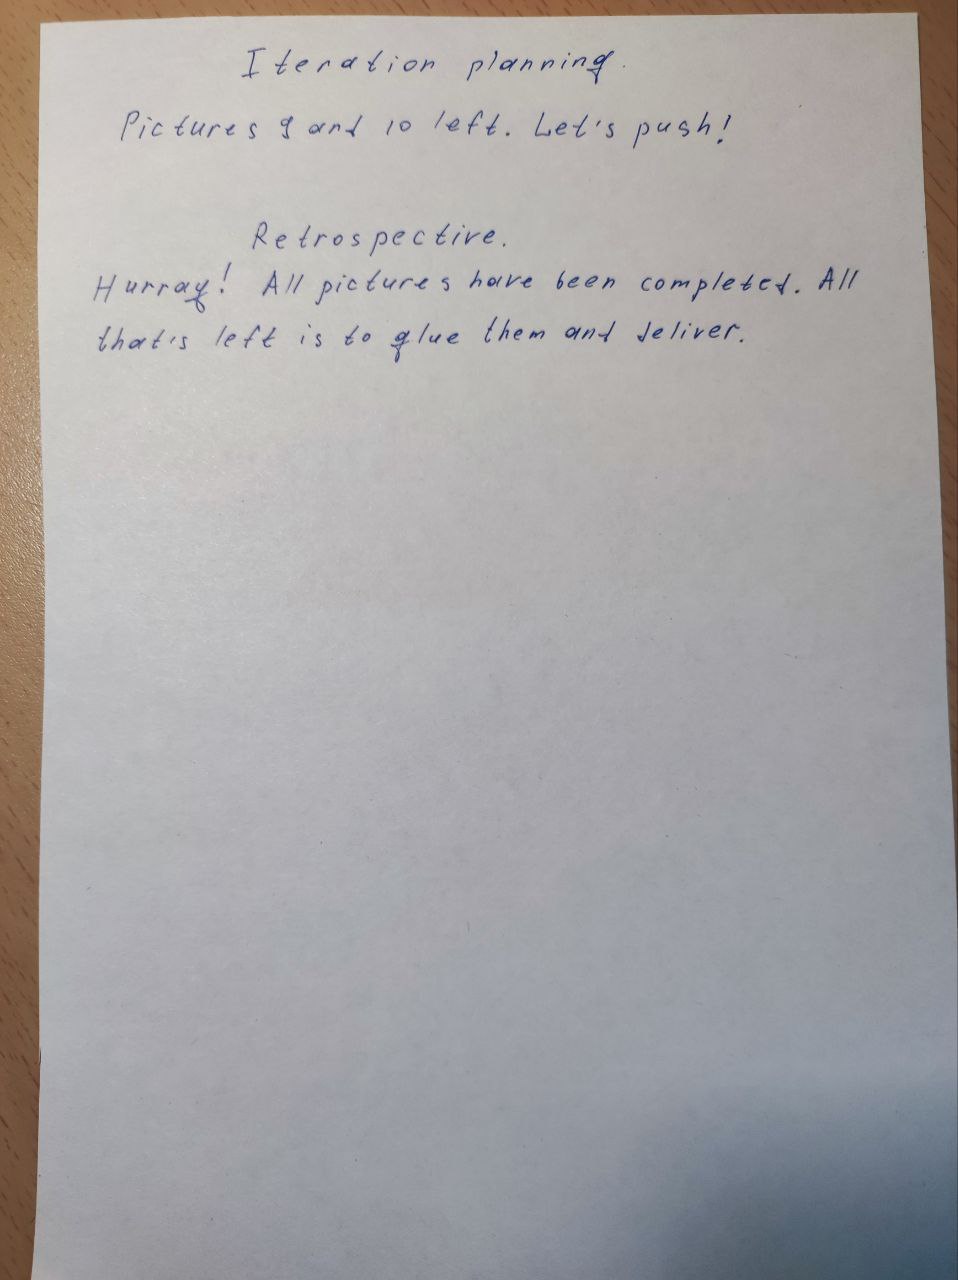 Iteration planning.
Pictures 9 and 10 left. Let's push!
Retrospective.
Hurray! All pictures have been completed. All
that's left is to glue them and deliver.